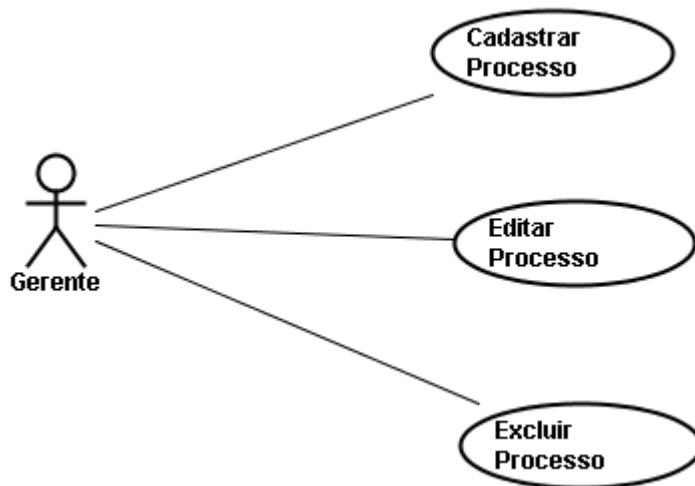 Cadastrar
Processo
Gerente
Editar
Processo
Excluir
Processo